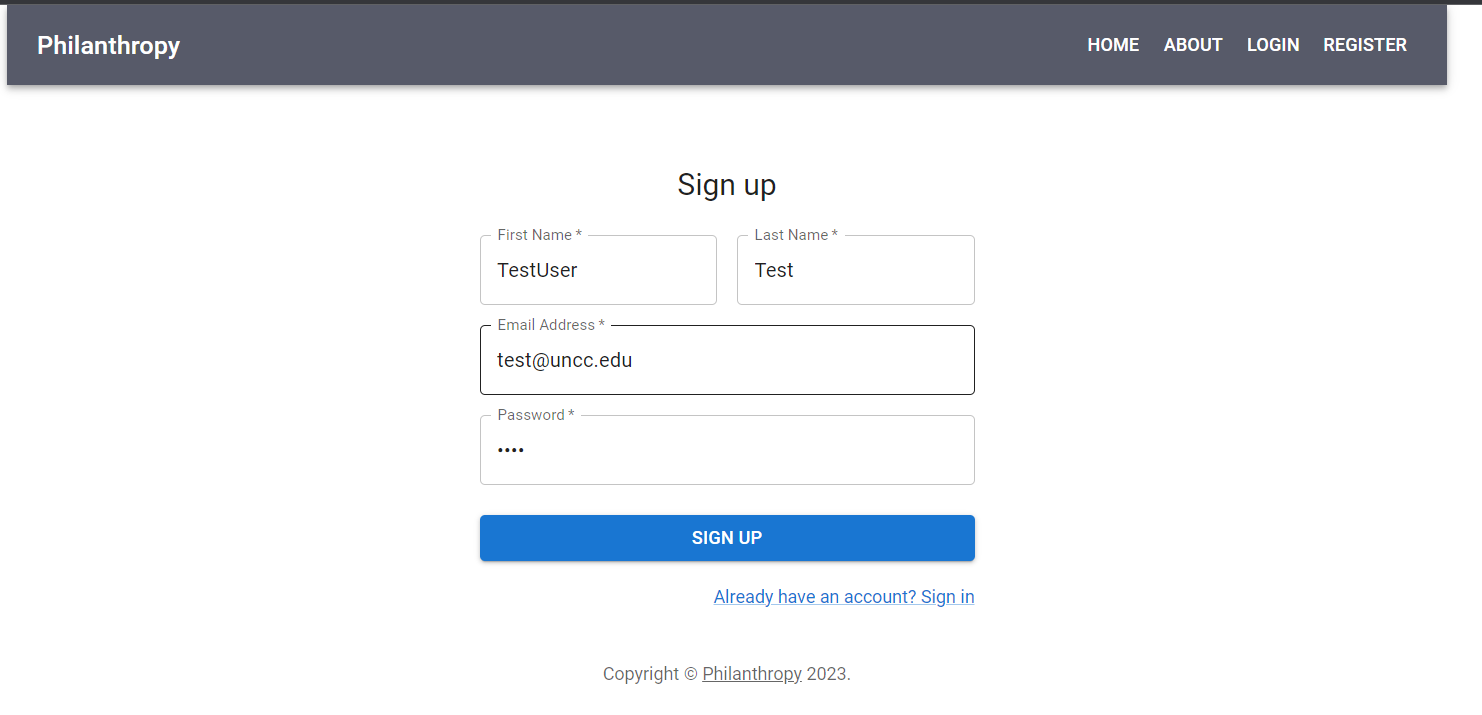 Philanthropy HOME ABOUT LOGIN REGISTER
Sign up
First Name * Last Name *
TestUser Test
Email Address *
test@uncc.edu
Password *
••••
SIGN UP
Already have an account? Sign in
Copyright © Philanthropy 2023.